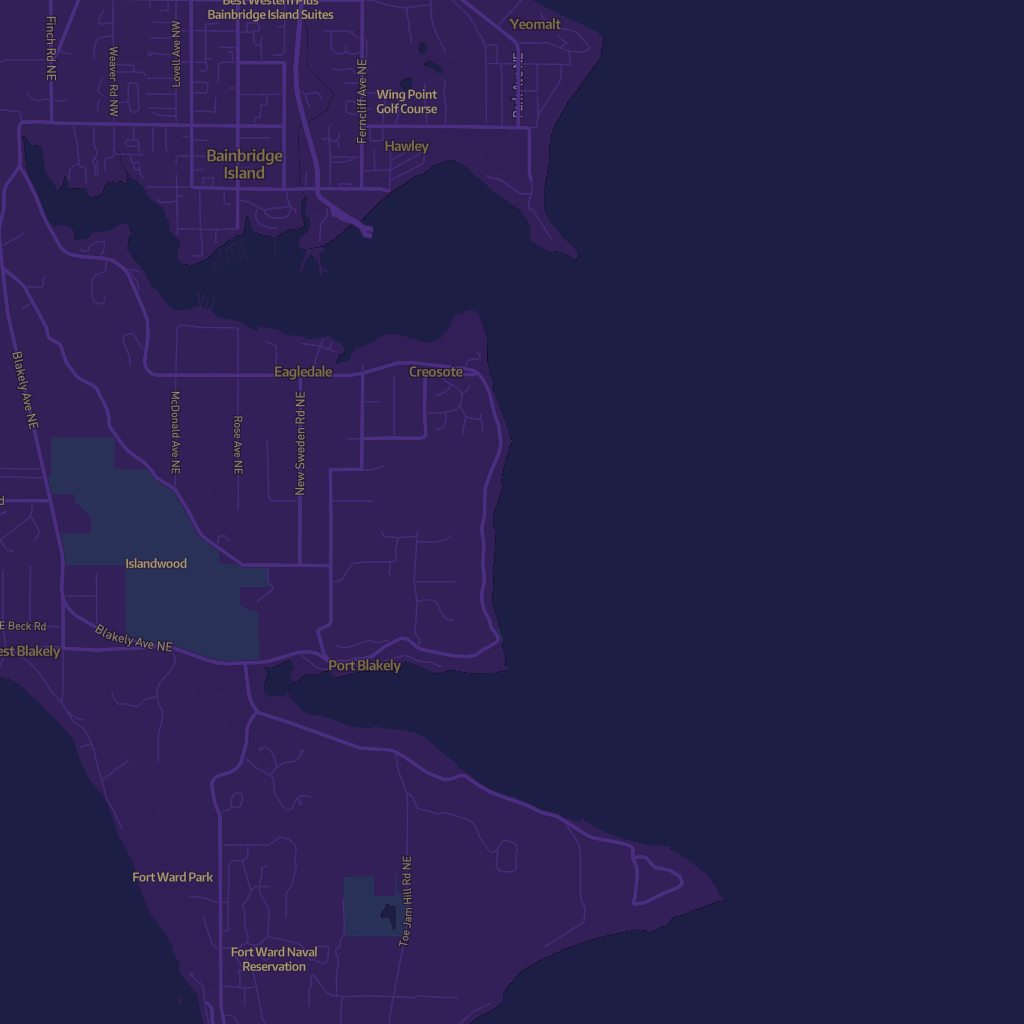 Best Western Plus
Bainbridge Island Suites
Yeomalt
Finch Rd NE
Weaver Rd NW
Lovell Ave NW
Ferncliff Ave NE
Park Ave NE
Wing Point
Golf Course
Hawley
Bainbridge
Island
Blakely Ave NE
Eagledale
Creosote
McDonald Ave NE
Rose Ave NE
New Sweden Rd NE
d
Islandwood
E Beck Rd
Blakely Ave NE
est Blakely
Port Blakely
Fort Ward Park
Toe Jam Hill Rd NE
Fort Ward Naval
Reservation